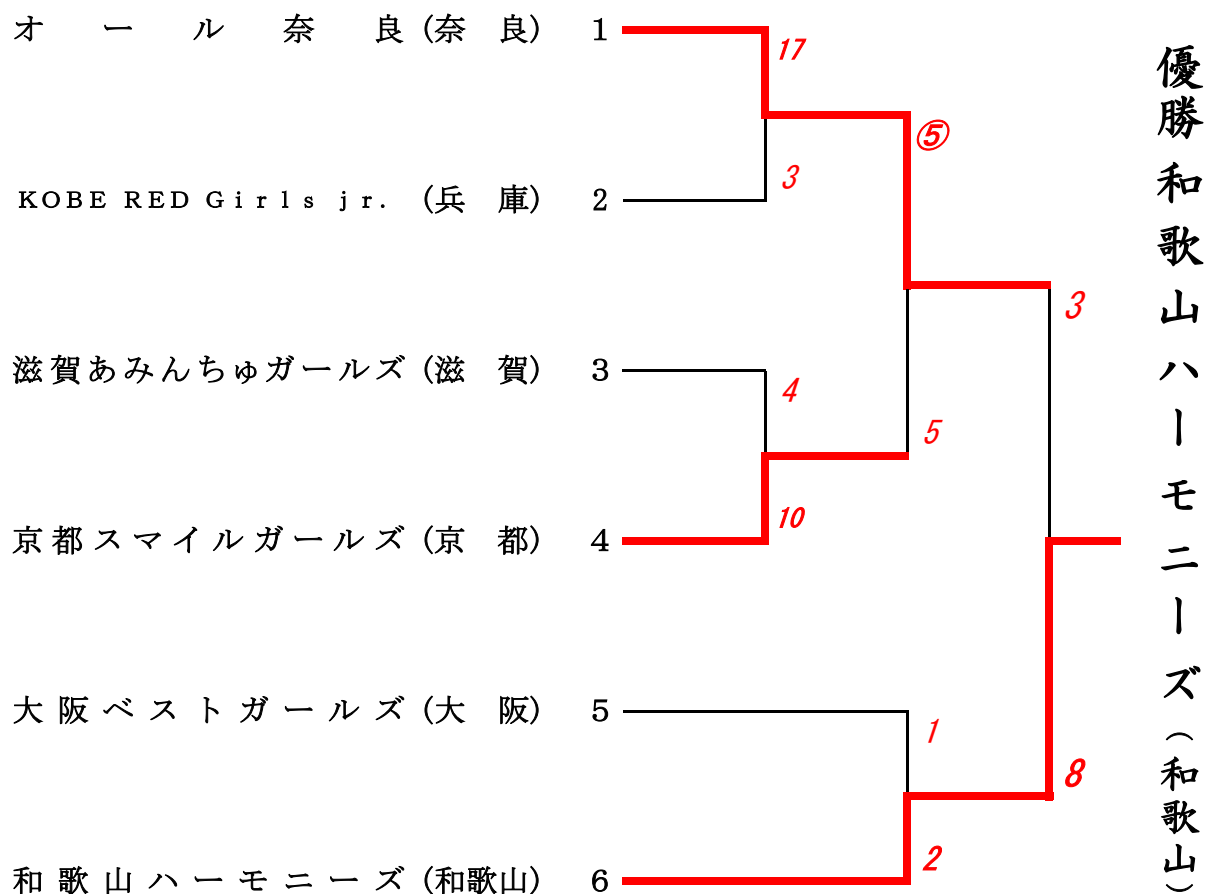 オール奈良 (奈良) 1
17
⑤
3
KOBE RED Girls jr. (兵庫) 2
3
滋賀あみんちゅガールズ (滋賀) 3
4
5
京都スマイルガールズ (京都) 4
10
大阪ベストガールズ (大阪) 5
1
8
和歌山ハーモニーズ (和歌山) 6
2
優勝 和歌山ハーモニーズ（和歌山）